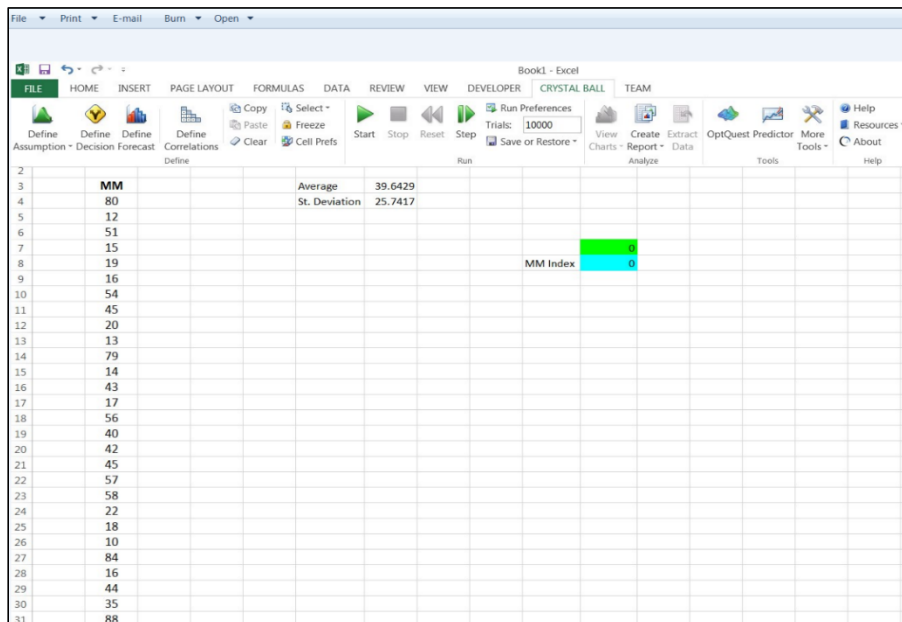 File Print E-mail Burn Open
Book1 - Excel
FILE HOME INSERT PAGE LAYOUT FORMULAS DATA REVIEW VIEW DEVELOPER CRYSTAL BALL TEAM
Define Assumption
Define Decision
Define Forecast
Define Correlations
Copy
Paste
Clear
Select
Freeze
Cell Prefs
Start
Stop
Reset
Step
Run Preferences
Trials: 10000
Save or Restore
View Charts
Create Report
Extract Data
OptQuest
Predictor
More Tools
Help
Resources
About
Define Run Analyze Tools Help
2
3 MM Average 39.6429
4 80 St. Deviation 25.7417
5 12
6 51
7 15 0
8 19 MM Index 0
9 16
10 54
11 45
12 20
13 13
14 79
15 14
16 43
17 17
18 56
19 40
20 42
21 45
22 57
23 58
24 22
25 18
26 10
27 84
28 16
29 44
30 35
31 88